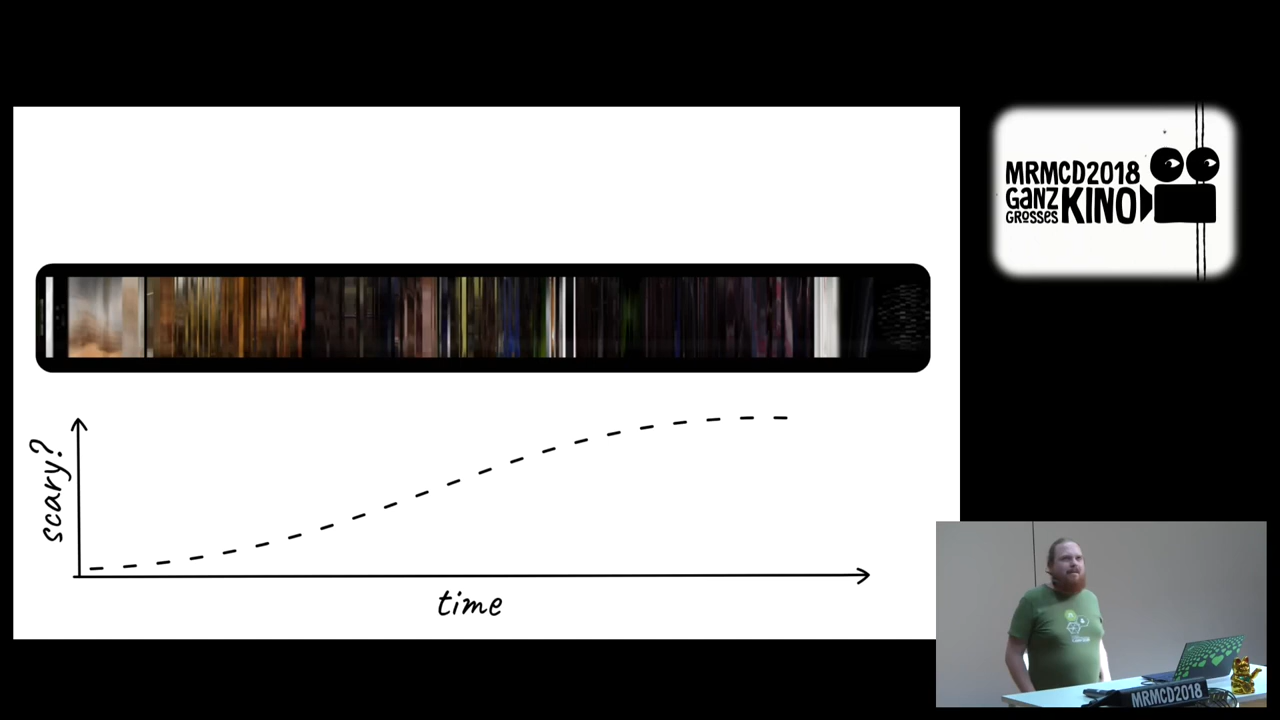 MRMCD2018
GANZ
GROSSES
KINO
scary?
time
MRMCD2018